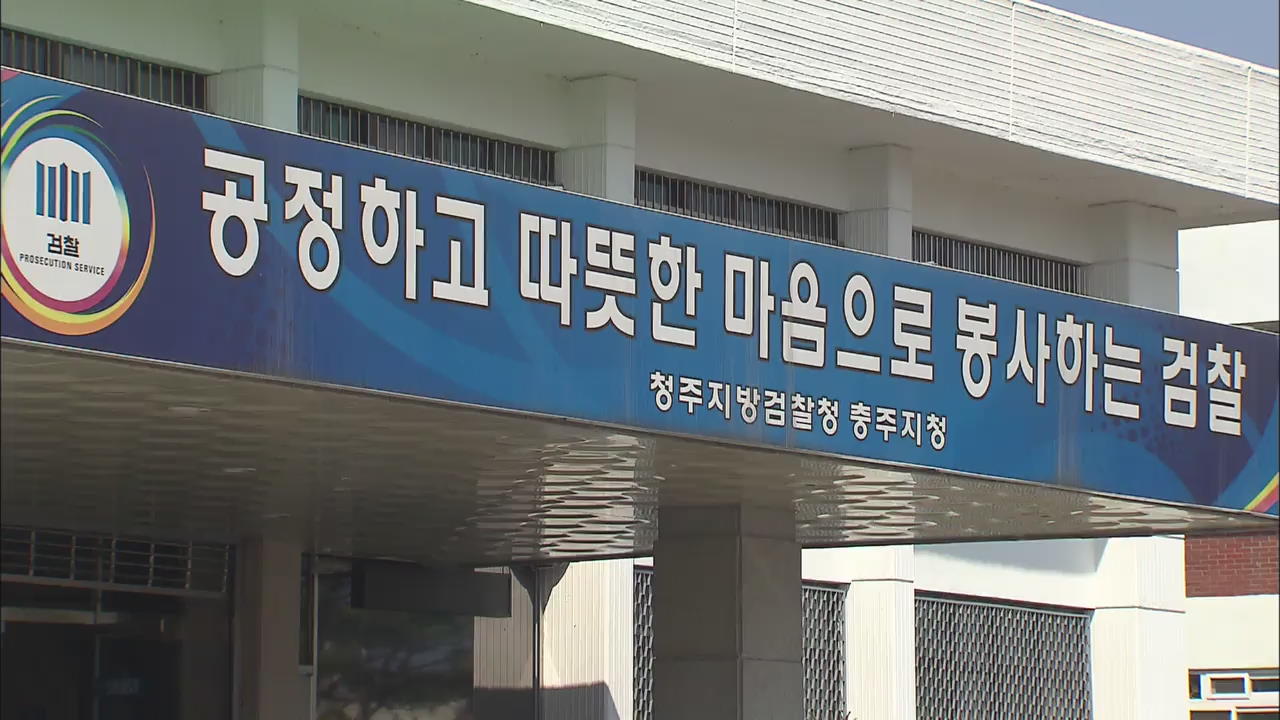 검찰
PROSECUTION SERVICE
공정하고 따뜻한 마음으로 봉사하는 검찰
청주지방검찰청 충주지청